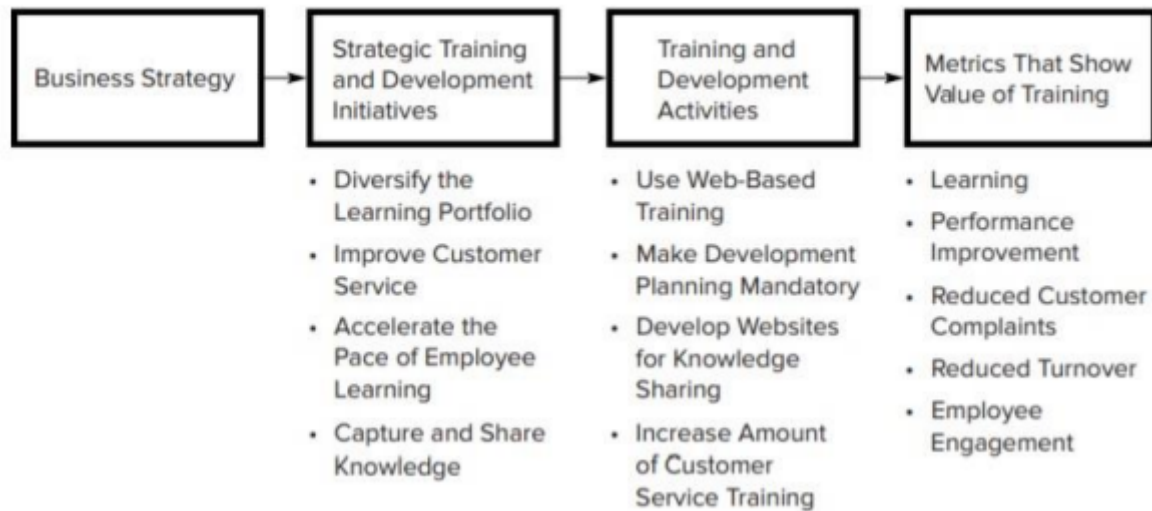 Business Strategy
Strategic Training
and Development
Initiatives
Training and
Development
Activities
Metrics That Show
Value of Training
• Diversify the
Learning Portfolio
• Improve Customer
Service
• Accelerate the
Pace of Employee
Learning
• Capture and Share
Knowledge
• Use Web-Based
Training
• Make Development
Planning Mandatory
• Develop Websites
for Knowledge
Sharing
• Increase Amount
of Customer
Service Training
• Learning
• Performance
Improvement
• Reduced Customer
Complaints
• Reduced Turnover
• Employee
Engagement